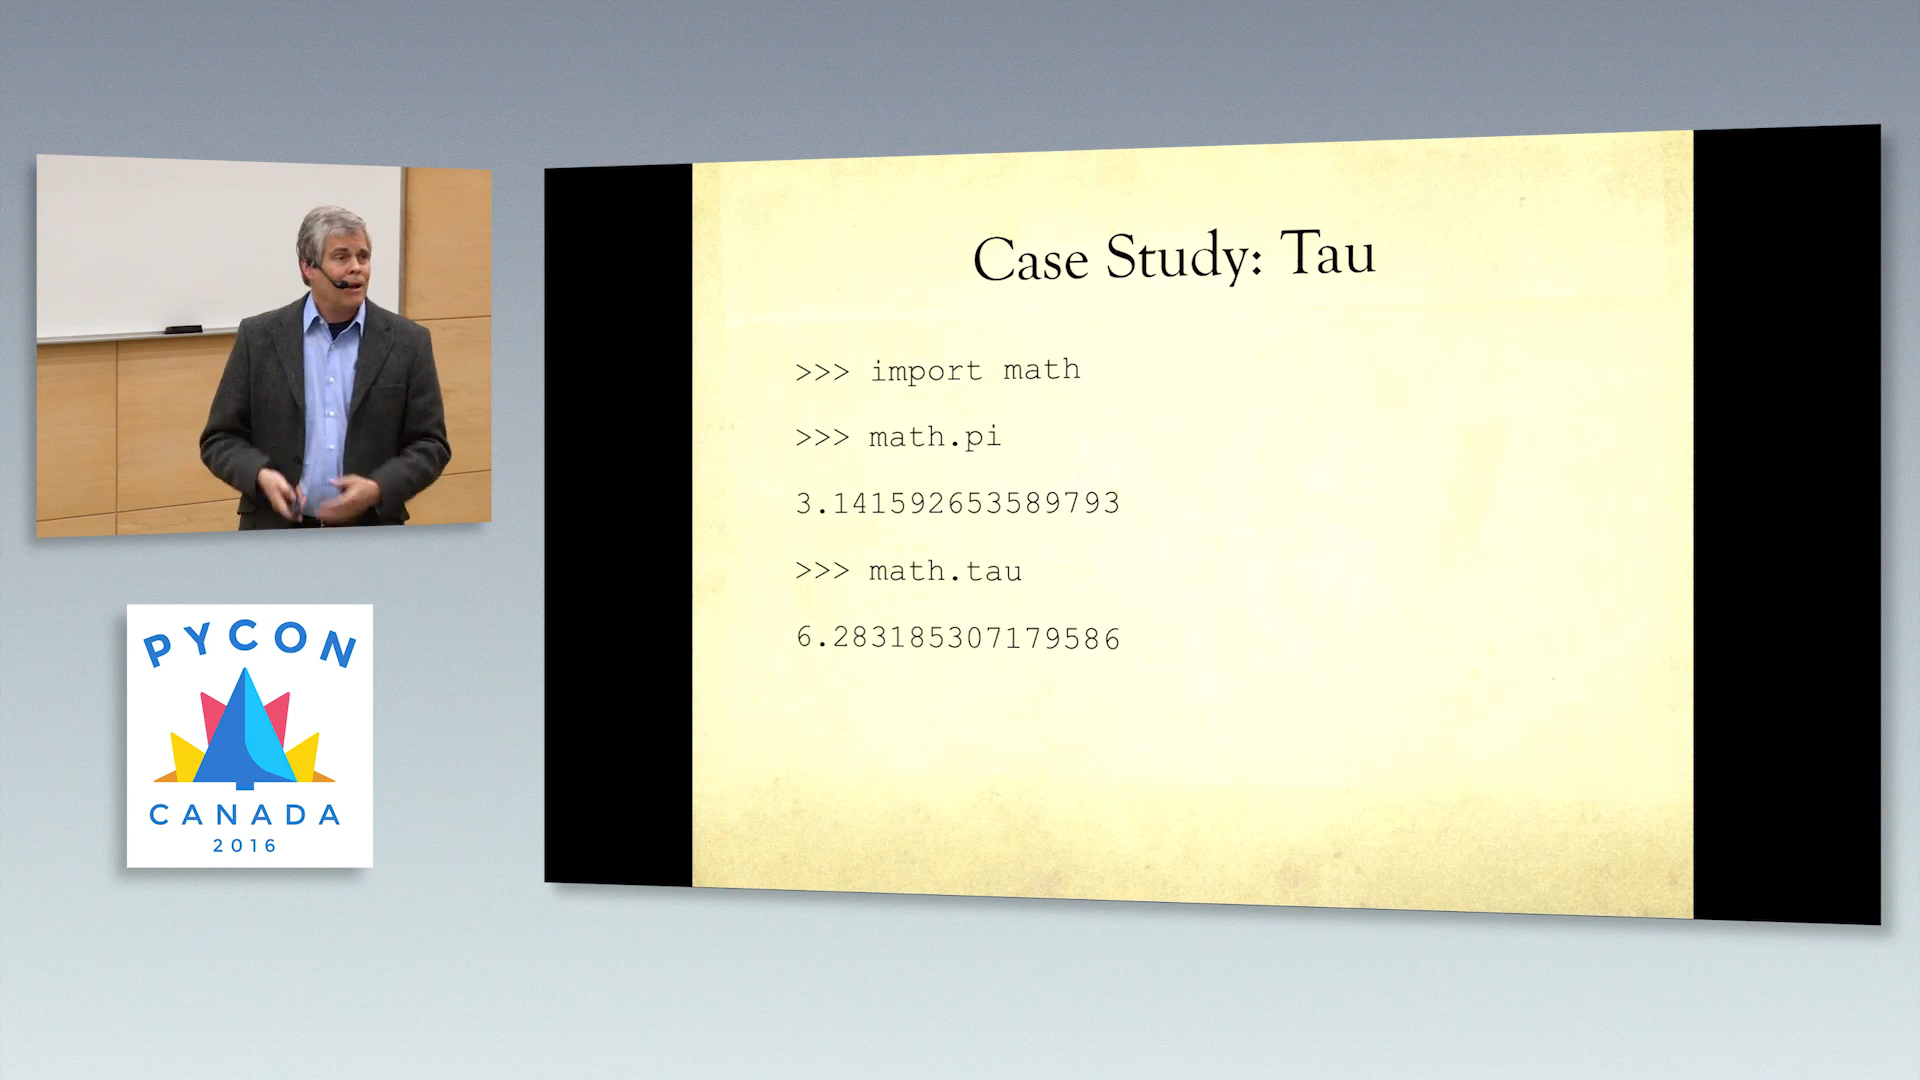 Case Study: Tau
>>> import math
>>> math.pi
3.141592653589793
>>> math.tau
6.283185307179586
PYCON
CANADA
2016